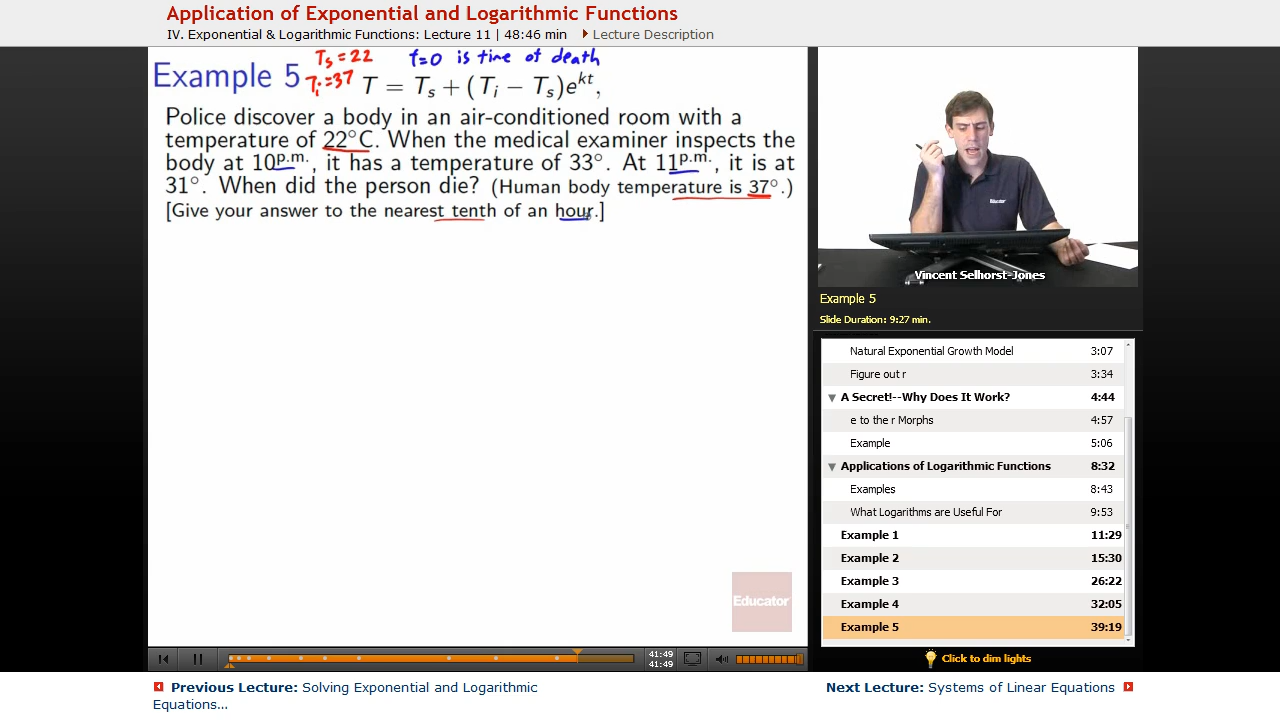 Application of Exponential and Logarithmic Functions
IV. Exponential & Logarithmic Functions: Lecture 11 | 48:46 min Lecture Description
Ts = 22 t=0 is time of death
Example 5 Ti = 37 T = Ts + (Ti − Ts)e^kt,
Police discover a body in an air-conditioned room with a
temperature of 22°C. When the medical examiner inspects the
body at 10p.m., it has a temperature of 33°. At 11p.m., it is at
31°. When did the person die? (Human body temperature is 37°.)
[Give your answer to the nearest tenth of an hour.]
Educator
Educator
Vincent Selhorst-Jones
Example 5
Slide Duration: 9:27 min.
Natural Exponential Growth Model 3:07
Figure out r 3:34
A Secret!--Why Does It Work? 4:44
e to the r Morphs 4:57
Example 5:06
Applications of Logarithmic Functions 8:32
Examples 8:43
What Logarithms are Useful For 9:53
Example 1 11:29
Example 2 15:30
Example 3 26:22
Example 4 32:05
Example 5 39:19
41:49
41:49
Click to dim lights
Previous Lecture: Solving Exponential and Logarithmic
Equations...
Next Lecture: Systems of Linear Equations